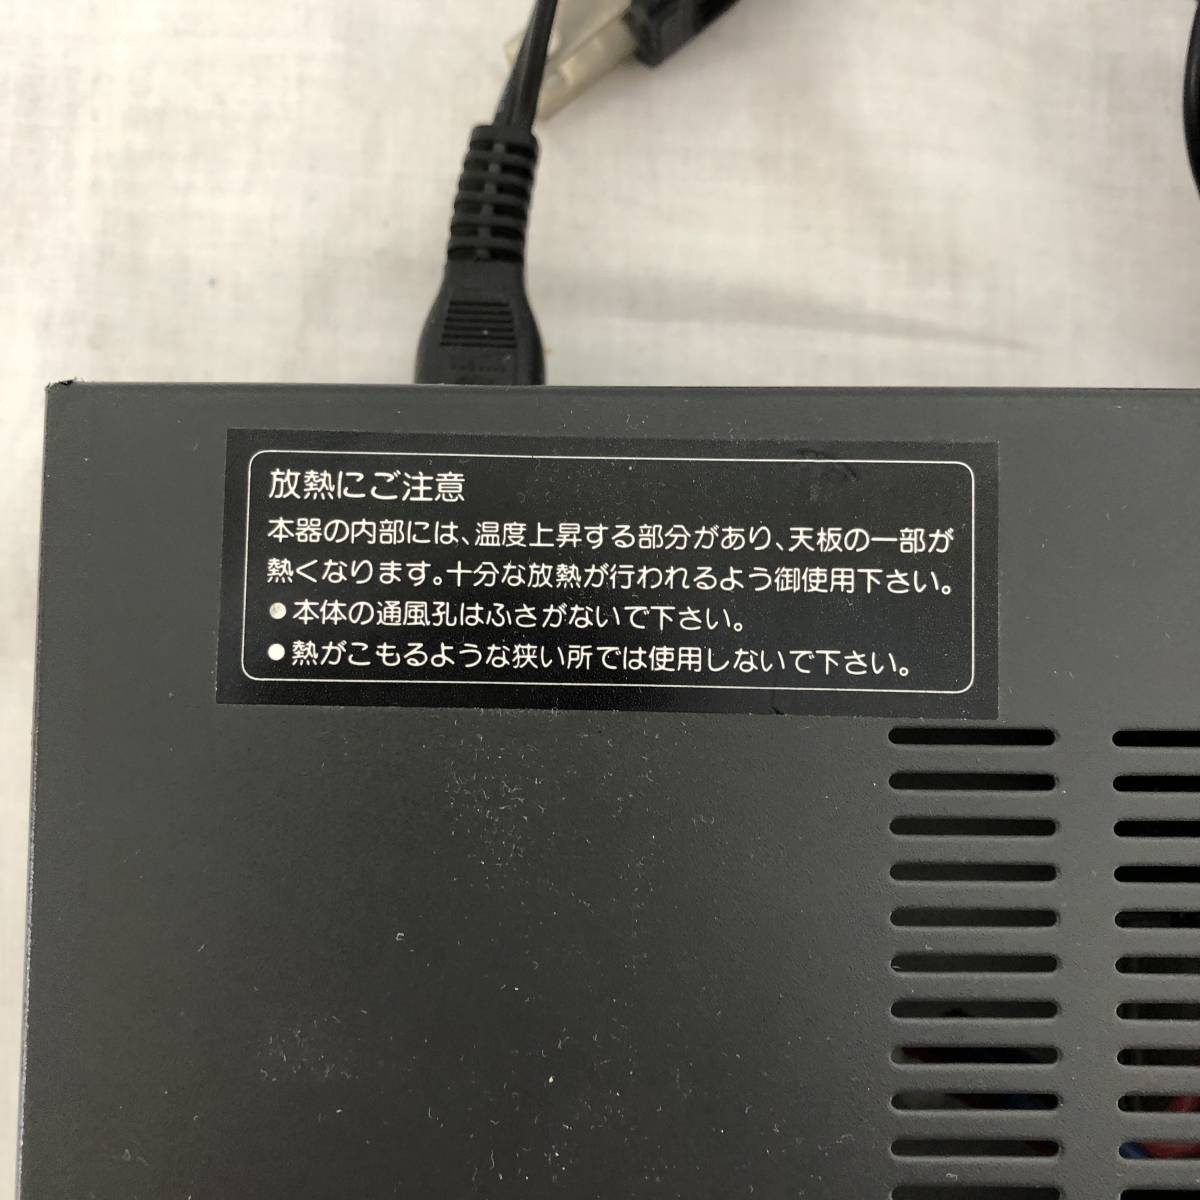 放熱にご注意
本器の内部には、温度上昇する部分があり、天板の一部が
熱くなります。十分な放熱が行われるよう御使用下さい。
●本体の通風孔はふさがないで下さい。
●熱がこもるような狭い所では使用しないで下さい。